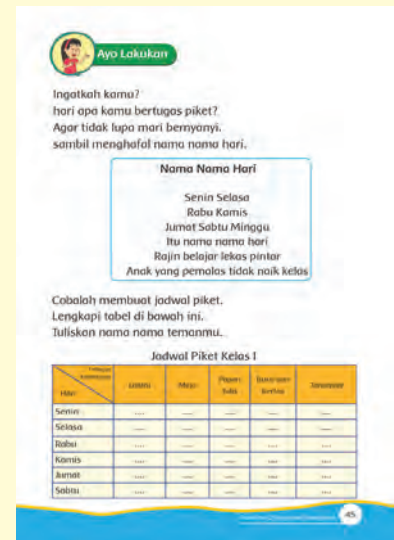 Ayo Lakukan
Ingatkah kamu?
hari apa kamu bertugas piket?
Agar tidak lupa mari bernyanyi.
sambil menghafal nama nama hari.
Nama Nama Hari
Senin Selasa
Rabu Kamis
Jumat Sabtu Minggu
Itu nama nama hari
Rajin belajar lekas pintar
Anak yang pemalas tidak naik kelas
Cobalah membuat jadwal piket.
Lengkapi tabel di bawah ini.
Tuliskan nama nama temanmu.
Jadwal Piket Kelas I
Hari Lantai Meja Papan Tulis Tanaman
Senin .... .... .... .... ....
Selasa .... .... .... .... ....
Rabu .... .... .... .... ....
Kamis .... .... .... .... ....
Jumat .... .... .... .... ....
Sabtu .... .... .... .... ....
45